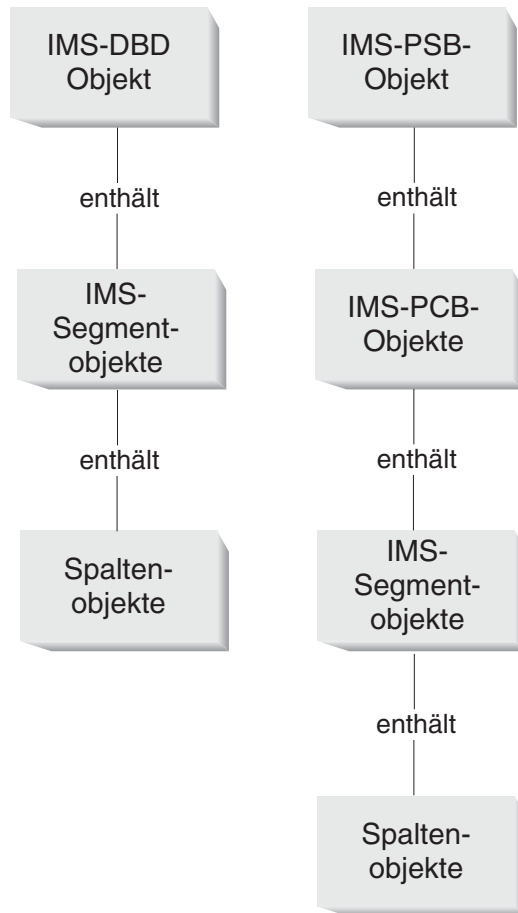 IMS-DBD
Objekt
enthält
IMS-
Segment-
objekte
enthält
Spalten-
objekte
IMS-PSB-
Objekt
enthält
IMS-PCB-
Objekte
enthält
IMS-
Segment-
objekte
enthält
Spalten-
objekte